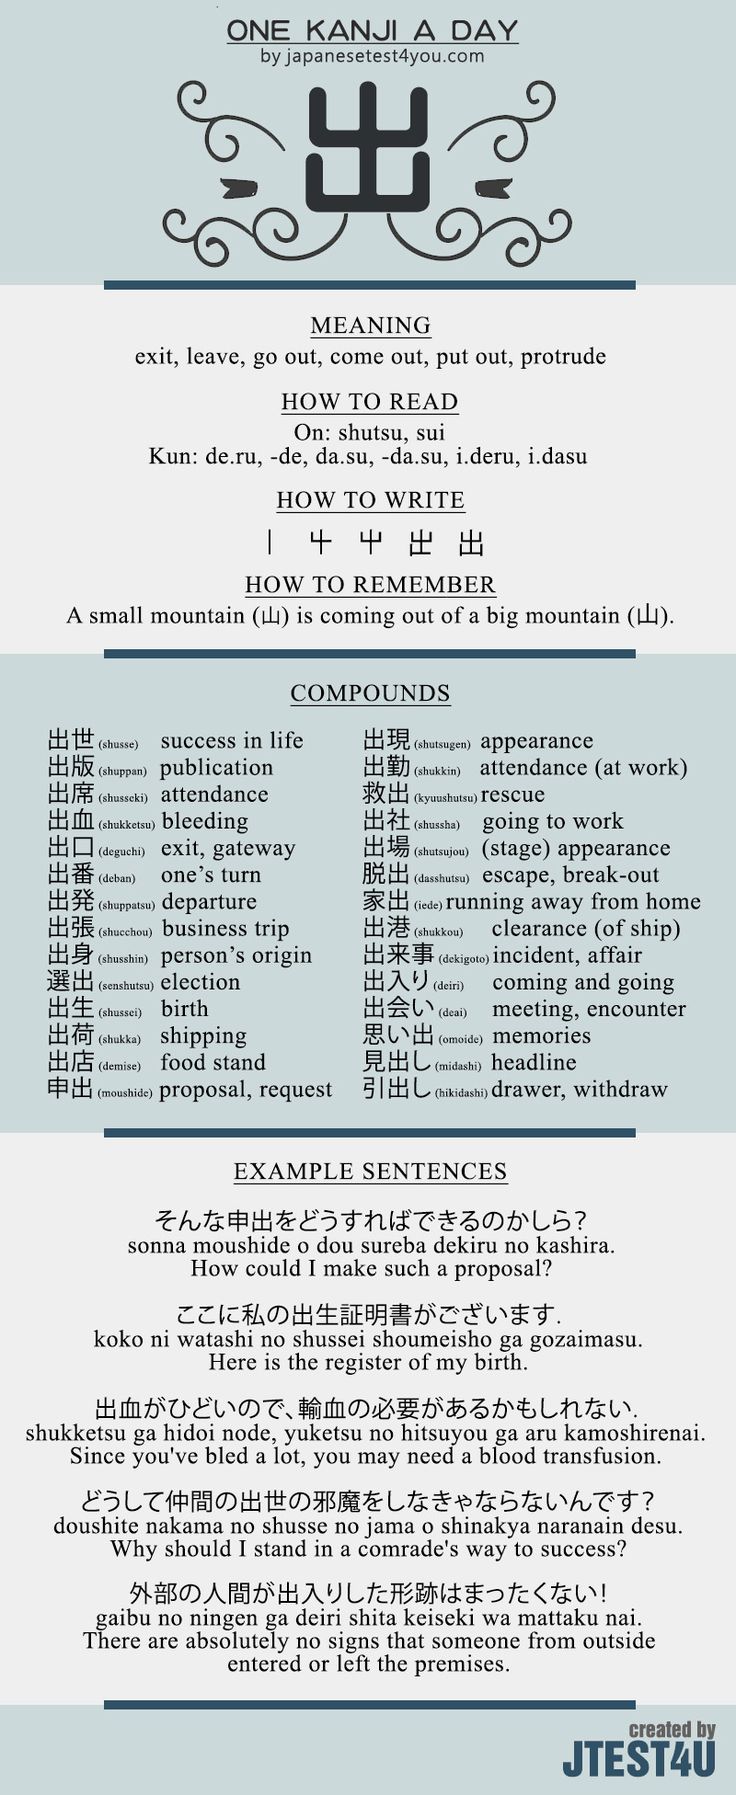 ONE KANJI A DAY
by japanesetest4you.com
出
MEANING
exit, leave, go out, come out, put out, protrude
HOW TO READ
On: shutsu, sui
Kun: de.ru, -de, da.su, -da.su, i.deru, i.dasu
HOW TO WRITE
丨 屮 出 出
HOW TO REMEMBER
A small mountain (山) is coming out of a big mountain (山).
COMPOUNDS
出世 (shusse) success in life
出版 (shuppan) publication
出席 (shusseki) attendance
出血 (shukketsu) bleeding
出口 (deguchi) exit, gateway
出番 (deban) one's turn
出発 (shuppatsu) departure
出張 (shucchou) business trip
出身 (shusshin) person's origin
選出 (senshutsu) election
出生 (shussei) birth
出荷 (shukka) shipping
出店 (demise) food stand
申出 (moushide) proposal, request
出現 (shutsugen) appearance
出勤 (shukkin) attendance (at work)
救出 (kyuushutsu) rescue
出社 (shussha) going to work
出場 (shutsujou) (stage) appearance
脱出 (dasshutsu) escape, break-out
家出 (iede) running away from home
出港 (shukkou) clearance (of ship)
出来事 (dekigoto) incident, affair
出入り (deiri) coming and going
出会い (deai) meeting, encounter
思い出 (omoide) memories
見出し (midashi) headline
引出し (hikidashi) drawer, withdraw
EXAMPLE SENTENCES
そんな申出をどうすればできるのかしら?
sonna moushide o dou sureba dekiru no kashira.
How could I make such a proposal?
ここに私の出生証明書がございます.
koko ni watashi no shussei shoumeisho ga gozaimasu.
Here is the register of my birth.
出血がひどいので、輸血の必要があるかもしれない.
shukketsu ga hidoi node, yuketsu no hitsuyou ga aru kamoshirenai.
Since you've bled a lot, you may need a blood transfusion.
どうして仲間の出世の邪魔をしなきゃならないんです?
doushite nakama no shusse no jama o shinakya naranain desu.
Why should I stand in a comrade's way to success?
外部の人間が出入りした形跡はまったくない!
gaibu no ningen ga deiri shita keiseki wa mattaku nai.
There are absolutely no signs that someone from outside
entered or left the premises.
created by
JTEST4U